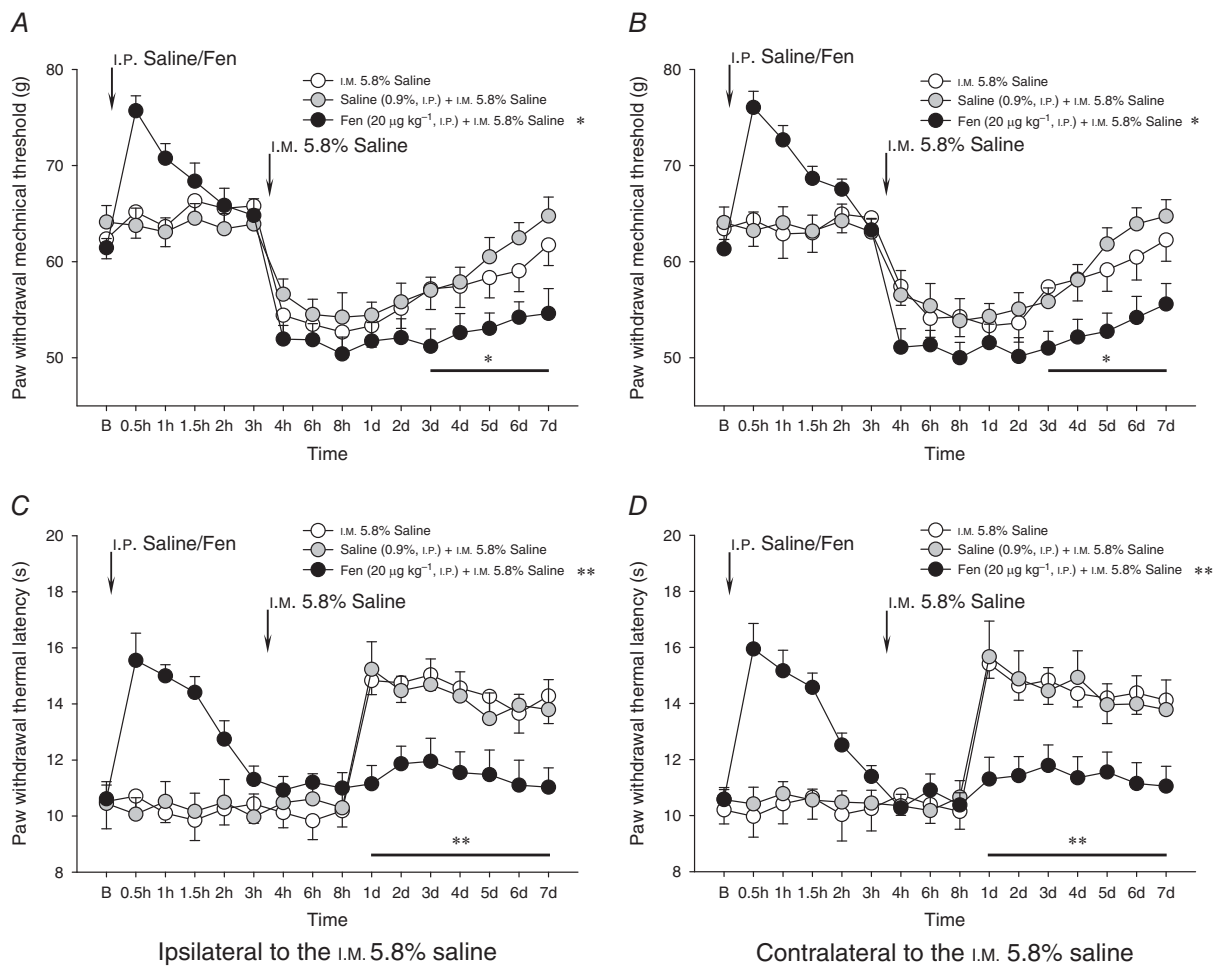 A
I.P. Saline/Fen
I.M. 5.8% Saline
Saline (0.9%, I.P.) + I.M. 5.8% Saline
Fen (20 μg kg⁻¹, I.P.) + I.M. 5.8% Saline *
I.M. 5.8% Saline
Paw withdrawal mechnical threshold (g)
80
70
60
50
*
B 0.5h 1h 1.5h 2h 3h 4h 6h 8h 1d 2d 3d 4d 5d 6d 7d
Time
B
I.P. Saline/Fen
I.M. 5.8% Saline
Saline (0.9%, I.P.) + I.M. 5.8% Saline
Fen (20 μg kg⁻¹, I.P.) + I.M. 5.8% Saline *
I.M. 5.8% Saline
Paw withdrawal mechnical threshold (g)
80
70
60
50
*
B 0.5h 1h 1.5h 2h 3h 4h 6h 8h 1d 2d 3d 4d 5d 6d 7d
Time
C
I.P. Saline/Fen
I.M. 5.8% Saline
Saline (0.9%, I.P.) + I.M. 5.8% Saline
Fen (20 μg kg⁻¹, I.P.) + I.M. 5.8% Saline **
I.M. 5.8% Saline
Paw withdrawal thermal latency (s)
20
18
16
14
12
10
8
**
B 0.5h 1h 1.5h 2h 3h 4h 6h 8h 1d 2d 3d 4d 5d 6d 7d
Time
Ipsilateral to the I.M. 5.8% saline
D
I.P. Saline/Fen
I.M. 5.8% Saline
Saline (0.9%, I.P.) + I.M. 5.8% Saline
Fen (20 μg kg⁻¹, I.P.) + I.M. 5.8% Saline **
I.M. 5.8% Saline
Paw withdrawal thermal latency (s)
20
18
16
14
12
10
8
**
B 0.5h 1h 1.5h 2h 3h 4h 6h 8h 1d 2d 3d 4d 5d 6d 7d
Time
Contralateral to the I.M. 5.8% saline